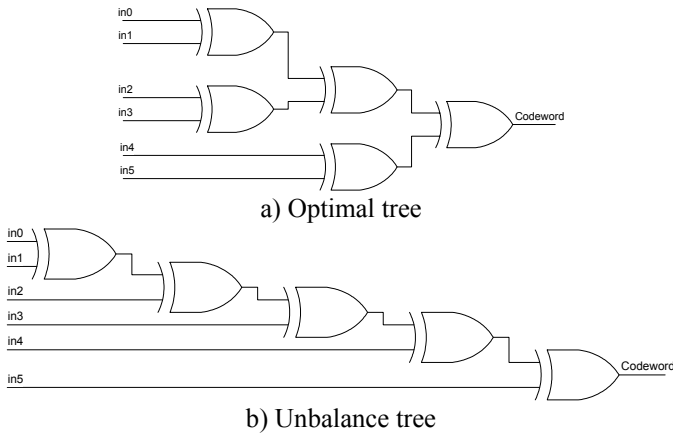 in0
in1
in2
in3
in4
in5
Codeword
a) Optimal tree
in0
in1
in2
in3
in4
in5
Codeword
b) Unbalance tree